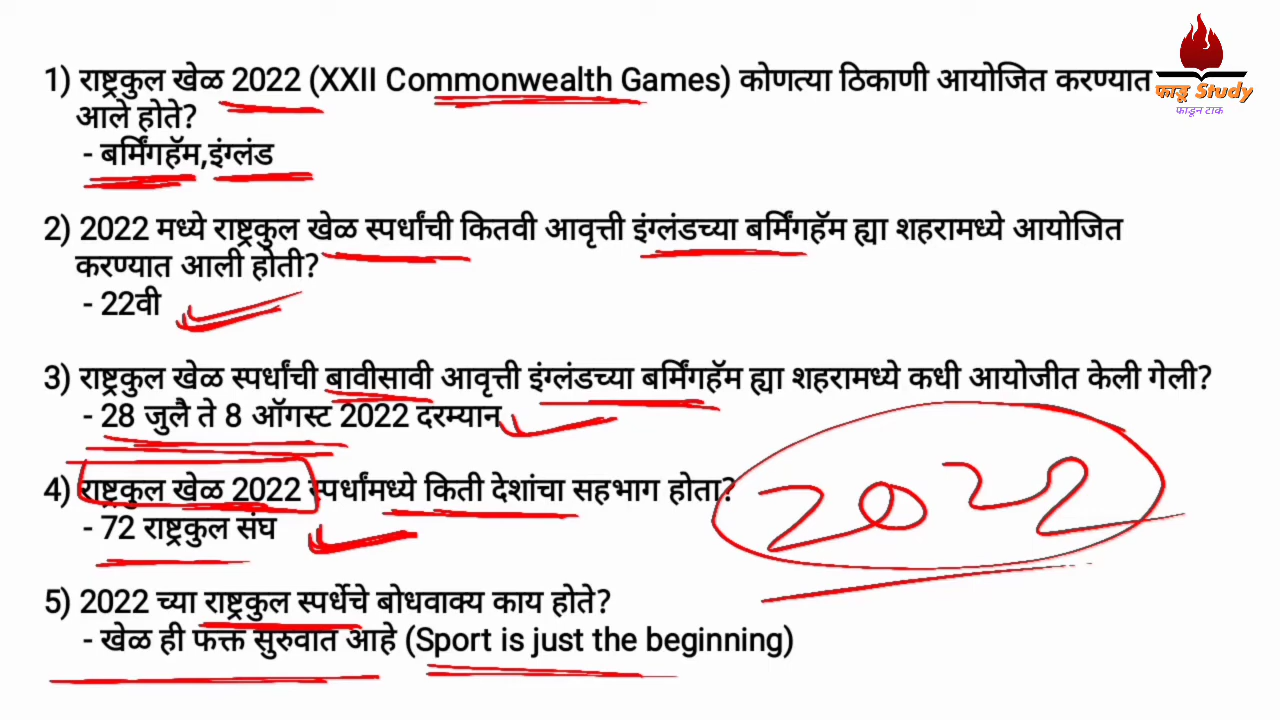 1) राष्ट्रकुल खेळ 2022 (XXII Commonwealth Games) कोणत्या ठिकाणी आयोजित करण्यात
आले होते?
- बर्मिंगहॅम,इंग्लंड
फाडू Study
फाडून टाक
2) 2022 मध्ये राष्ट्रकुल खेळ स्पर्धांची कितवी आवृत्ती इंग्लंडच्या बर्मिंगहॅम ह्या शहरामध्ये आयोजित
करण्यात आली होती?
- 22वी
3) राष्ट्रकुल खेळ स्पर्धांची बावीसावी आवृत्ती इंग्लंडच्या बर्मिंगहॅम ह्या शहरामध्ये कधी आयोजीत केली गेली?
- 28 जुलै ते 8 ऑगस्ट 2022 दरम्यान
4) राष्ट्रकुल खेळ 2022 स्पर्धांमध्ये किती देशांचा सहभाग होता?
- 72 राष्ट्रकुल संघ
2022
5) 2022 च्या राष्ट्रकुल स्पर्धेचे बोधवाक्य काय होते?
- खेळ ही फक्त सुरुवात आहे (Sport is just the beginning)